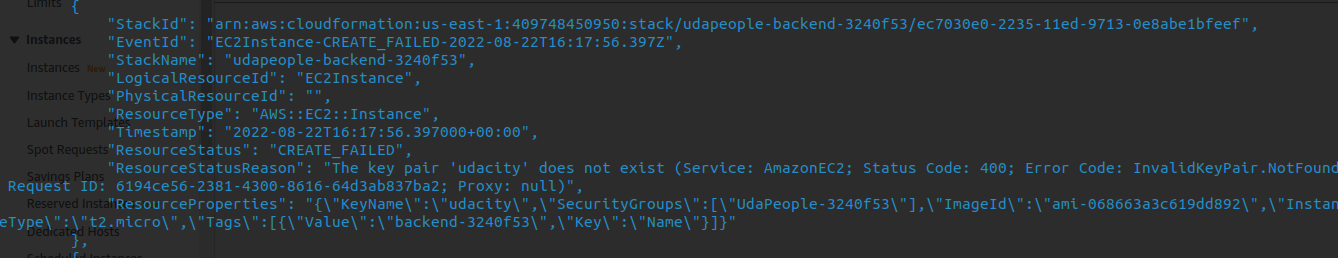 Limits
{
"StackId": "arn:aws:cloudformation:us-east-1:409748450950:stack/udapeople-backend-3240f53/ec7030e0-2235-11ed-9713-0e8abe1bfeef",
Instances
"EventId": "EC2Instance-CREATE_FAILED-2022-08-22T16:17:56.397Z",
Instances New
"StackName": "udapeople-backend-3240f53",
"LogicalResourceId": "EC2Instance",
Instance Types
"PhysicalResourceId": "",
"ResourceType": "AWS::EC2::Instance",
Launch Templates
"Timestamp": "2022-08-22T16:17:56.397000+00:00",
Spot Requests
"ResourceStatus": "CREATE_FAILED",
"ResourceStatusReason": "The key pair 'udacity' does not exist (Service: AmazonEC2; Status Code: 400; Error Code: InvalidKeyPair.NotFound
Savings Plans
Request ID: 6194ce56-2381-4300-8616-64d3ab837ba2; Proxy: null)",
Reserved Instances
"ResourceProperties": "{\"KeyName\":\"udacity\",\"SecurityGroups\":[\"UdaPeople-3240f53\"],\"ImageId\":\"ami-068663a3c619dd892\",\"Instan
eType\":\"t2.micro\",\"Tags\":[{\"Value\":\"backend-3240f53\",\"Key\":\"Name\"}]}"
Dedicated Hosts
},
Scheduled Instances
{